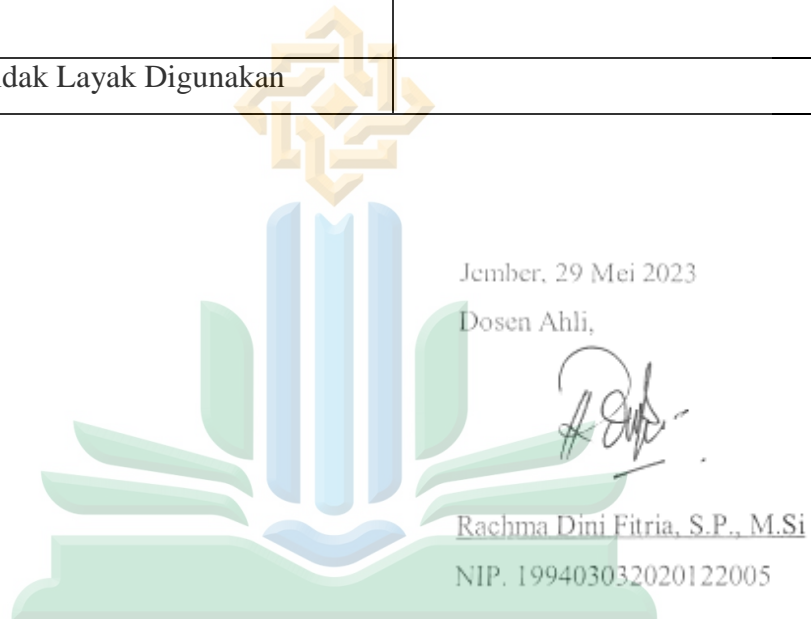 dak Layak Digunakan
Jember, 29 Mei 2023
Dosen Ahli,
Rachma Dini Fitria, S.P., M.Si
NIP. 199403032020122005